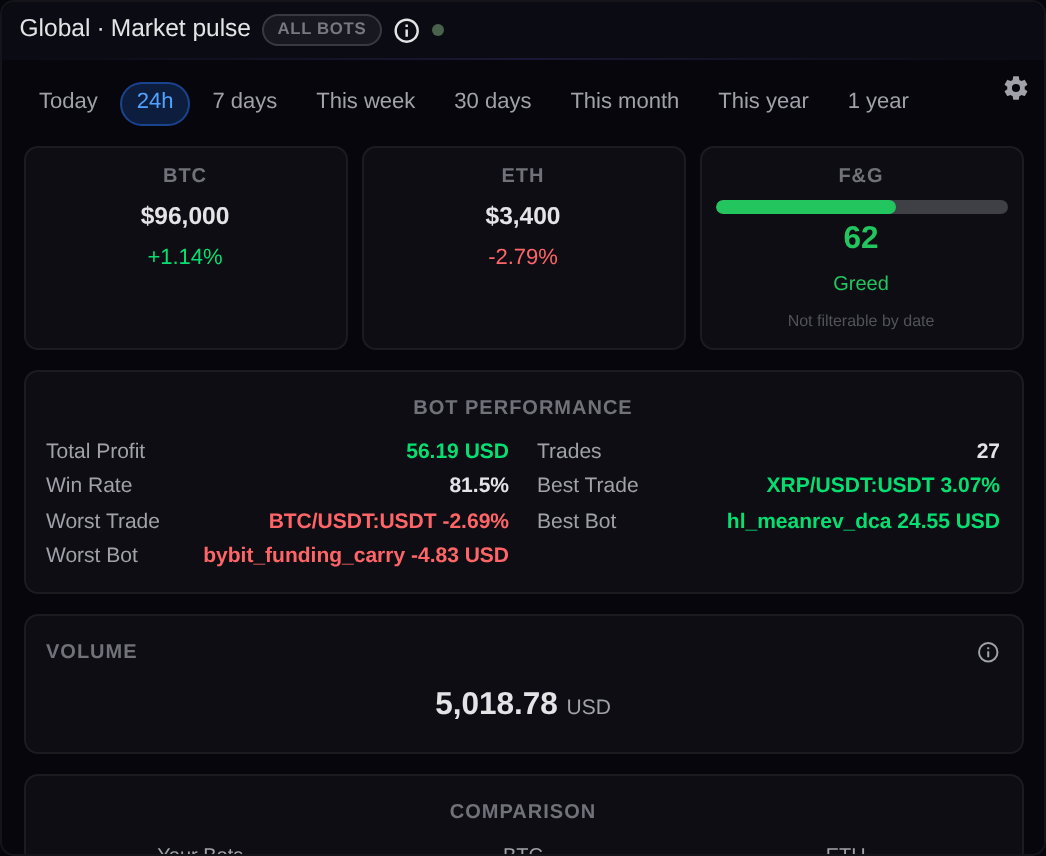 Global · Market pulse ALL BOTS
Today 24h 7 days This week 30 days This month This year 1 year
BTC
$96,000
+1.14%
ETH
$3,400
-2.79%
F&G
62
Greed
Not filterable by date
BOT PERFORMANCE
Total Profit 56.19 USD Trades 27
Win Rate 81.5% Best Trade XRP/USDT:USDT 3.07%
Worst Trade BTC/USDT:USDT -2.69% Best Bot hl_meanrev_dca 24.55 USD
Worst Bot bybit_funding_carry -4.83 USD
VOLUME
5,018.78 USD
COMPARISON
Your Bots BTC ETH